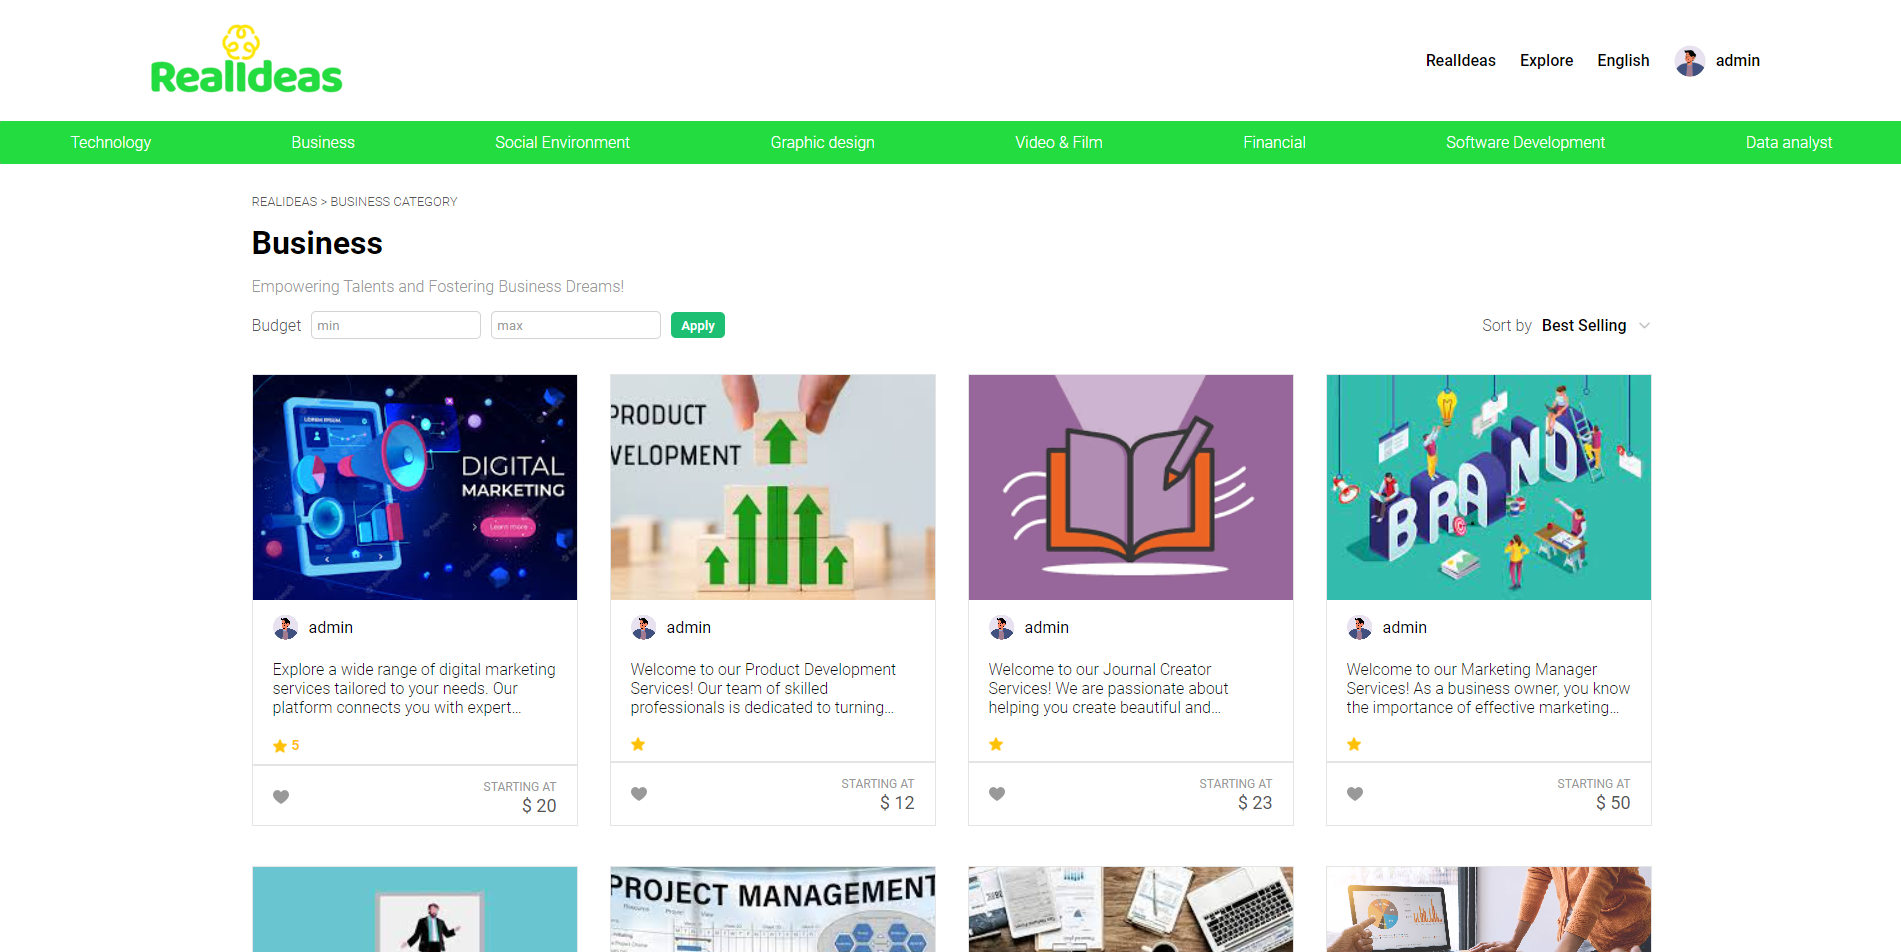 RealIdeas
RealIdeas Explore English admin
Technology Business Social Environment Graphic design Video & Film Financial Software Development Data analyst
REALIDEAS > BUSINESS CATEGORY
Business
Empowering Talents and Fostering Business Dreams!
Budget min max Apply
Sort by Best Selling
LOREM IPSUM
DIGITAL
MARKETING
Learn more
admin
Explore a wide range of digital marketing
services tailored to your needs. Our
platform connects you with expert...
5
STARTING AT
$ 20
PRODUCT
VELOPMENT
admin
Welcome to our Product Development
Services! Our team of skilled
professionals is dedicated to turning...
STARTING AT
$ 12
admin
Welcome to our Journal Creator
Services! We are passionate about
helping you create beautiful and...
STARTING AT
$ 23
BRAND
admin
Welcome to our Marketing Manager
Services! As a business owner, you know
the importance of effective marketing...
STARTING AT
$ 50
PROJECT MANAGEMENT
Resource Project View